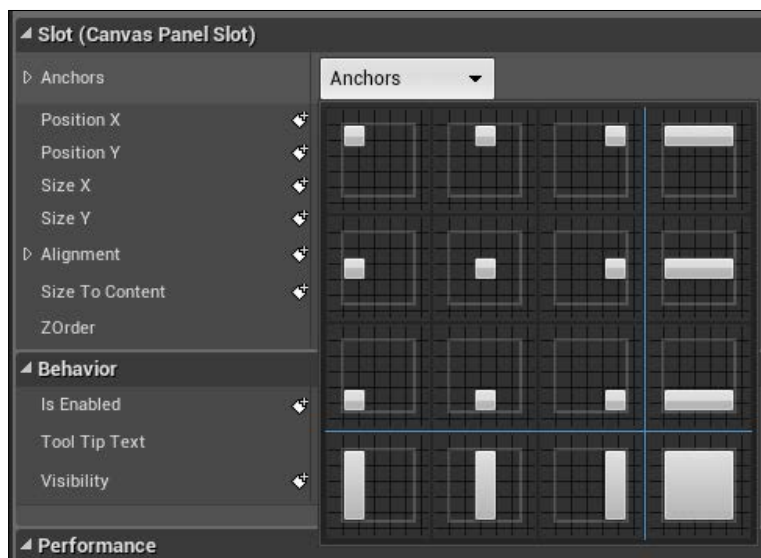 Slot (Canvas Panel Slot)
Anchors Anchors
Position X
Position Y
Size X
Size Y
Alignment
Size To Content
ZOrder
Behavior
Is Enabled
Tool Tip Text
Visibility
Performance